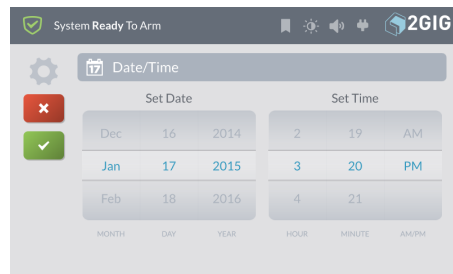 System Ready To Arm
2GIG
17 Date/Time
Set Date Set Time
Dec 16 2014 2 19 AM
Jan 17 2015 3 20 PM
Feb 18 2016 4 21
MONTH DAY YEAR HOUR MINUTE AM/PM